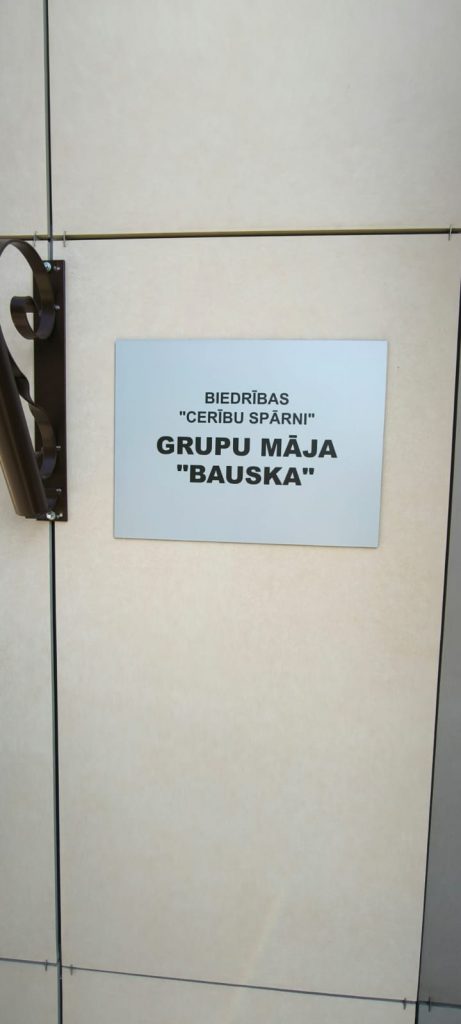 BIEDRĪBAS
"CERĪBU SPĀRNI"
GRUPU MĀJA
"BAUSKA"